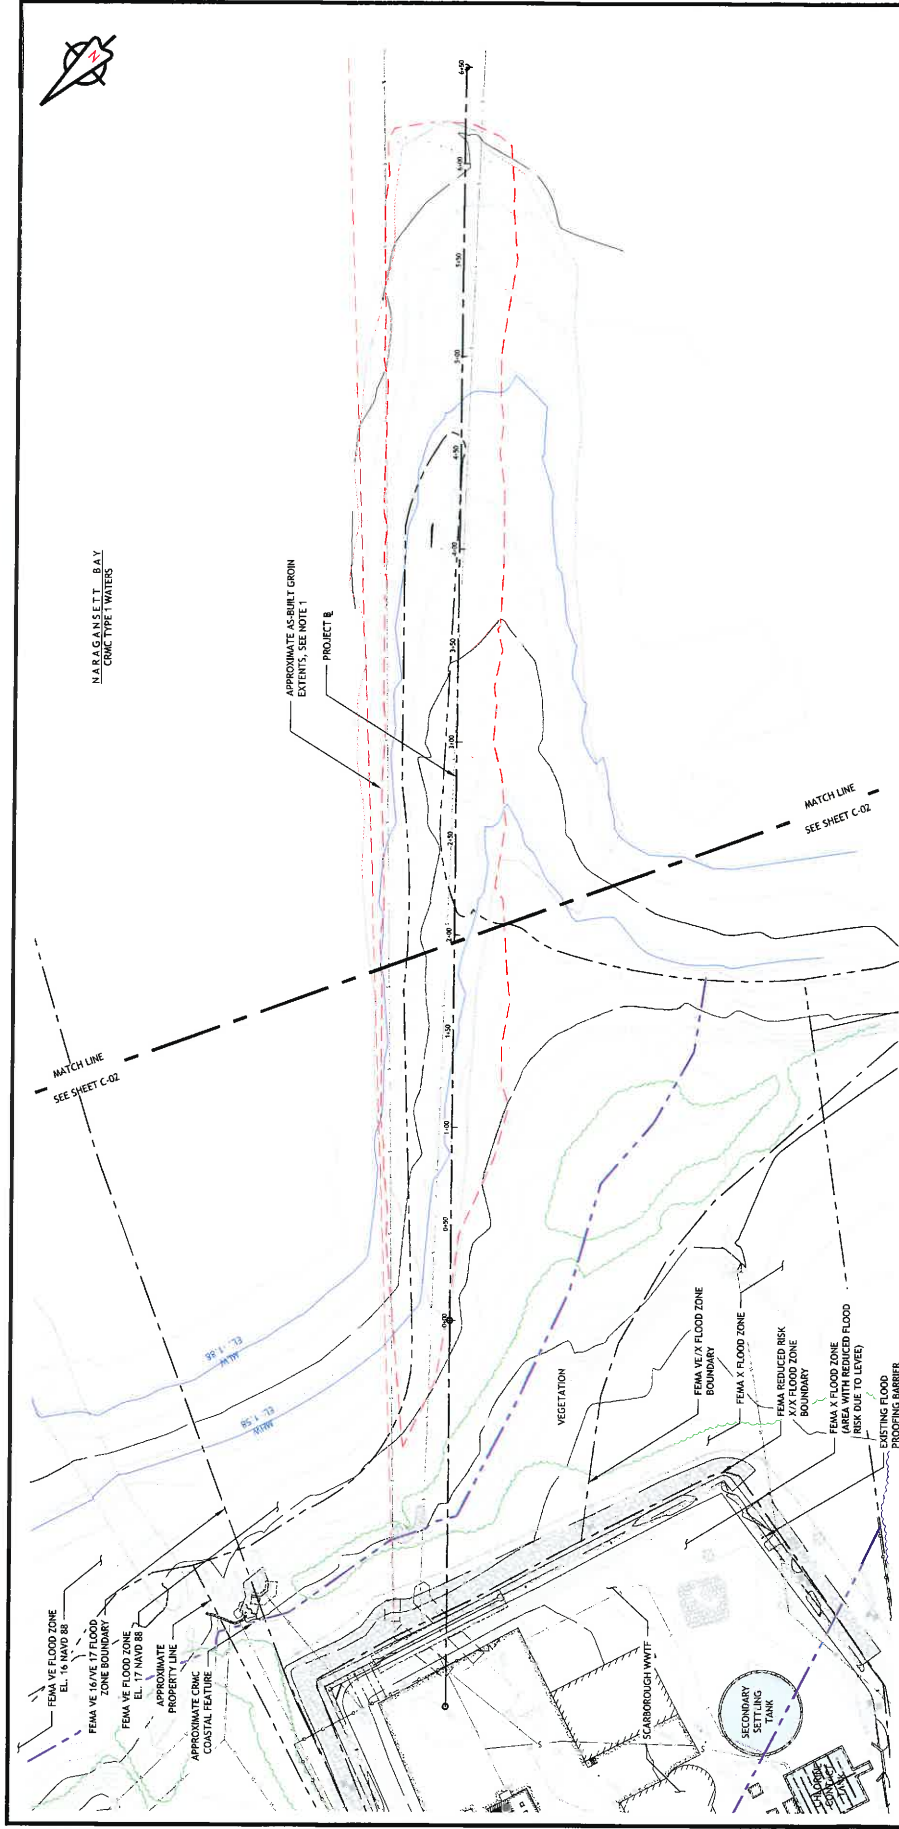 N
NARAGANSETT BAY
CRMC TYPE 1 WATERS
APPROXIMATE AS-BUILT GROIN
EXTENTS, SEE NOTE 1
PROJECT BL
6+50
6+00
5+50
5+00
4+50
4+00
3+50
3+00
2+50
2+00
1+50
1+00
0+50
0+00
MATCH LINE
SEE SHEET C-02
MATCH LINE
SEE SHEET C-02
MLW
EL. -1.88
MHW
EL. 1.58
FEMA VE FLOOD ZONE
EL. 16 NAVD 88
FEMA VE 16/VE 17 FLOOD
ZONE BOUNDARY
FEMA VE FLOOD ZONE
EL. 17 NAVD 88
APPROXIMATE
PROPERTY LINE
APPROXIMATE CRMC
COASTAL FEATURE
VEGETATION
SCARBOROUGH WWTF
FEMA VE/X FLOOD ZONE
BOUNDARY
FEMA X FLOOD ZONE
FEMA REDUCED RISK
X/X FLOOD ZONE
BOUNDARY
FEMA X FLOOD ZONE
(AREA WITH REDUCED FLOOD
RISK DUE TO LEVEE)
EXISTING FLOOD
PROOFING BARRIER
SECONDARY
SETTLING
TANK
CHLORINE
CONTACT
TANK